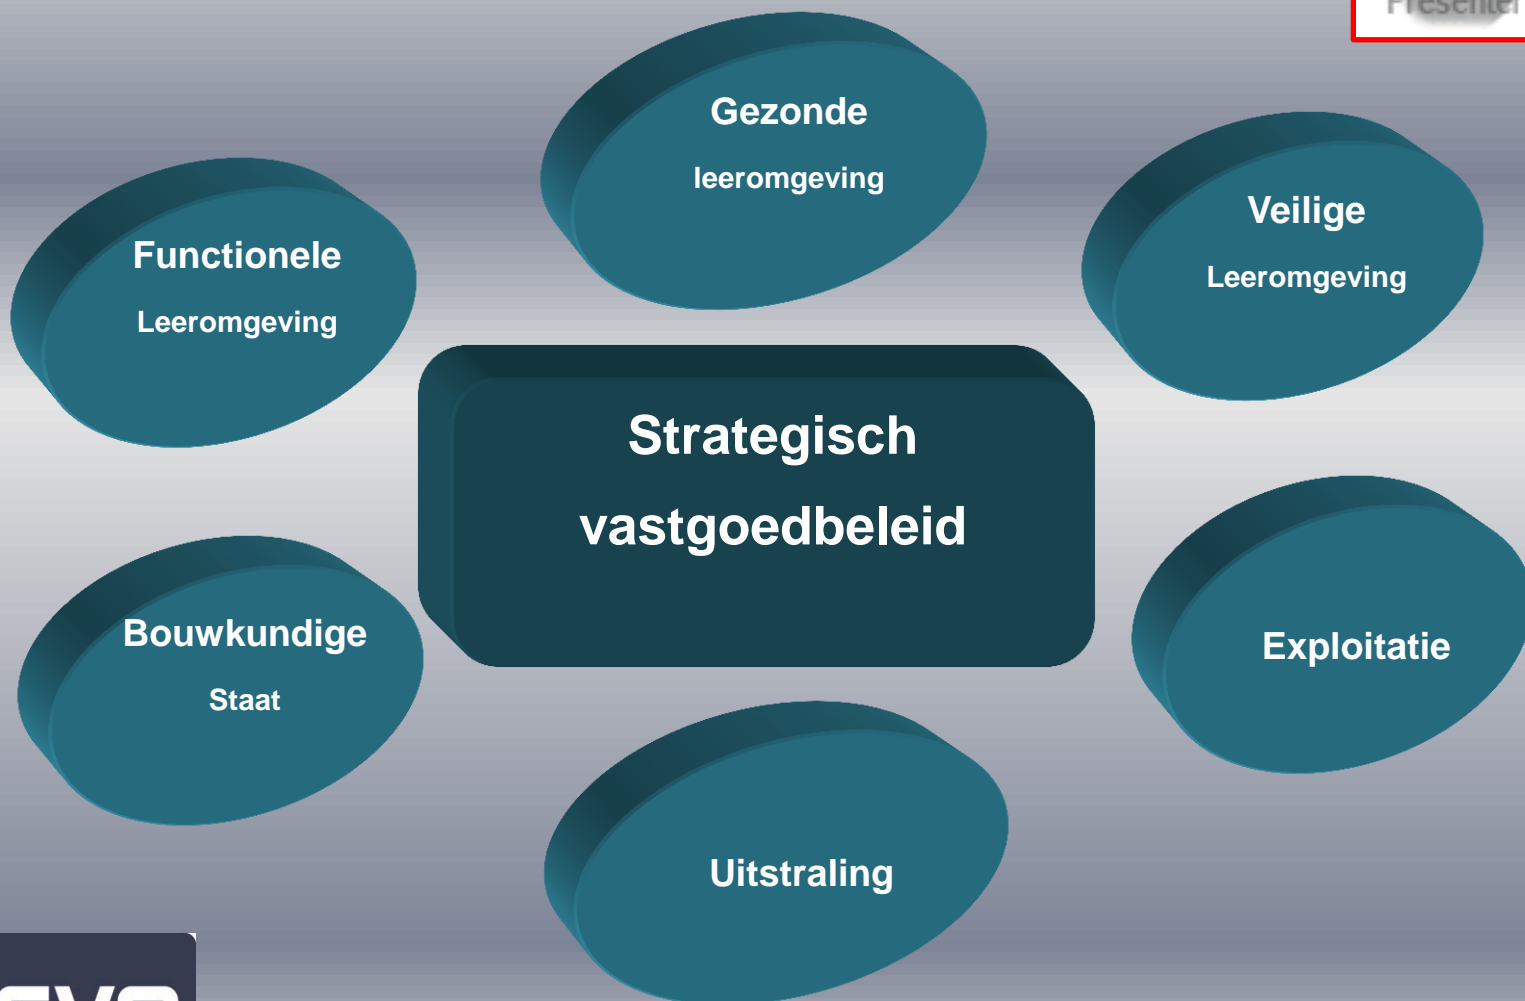 Gezonde
leeromgeving
Veilige
Leeromgeving
Functionele
Leeromgeving
Strategisch
vastgoedbeleid
Bouwkundige
Staat
Exploitatie
Uitstraling